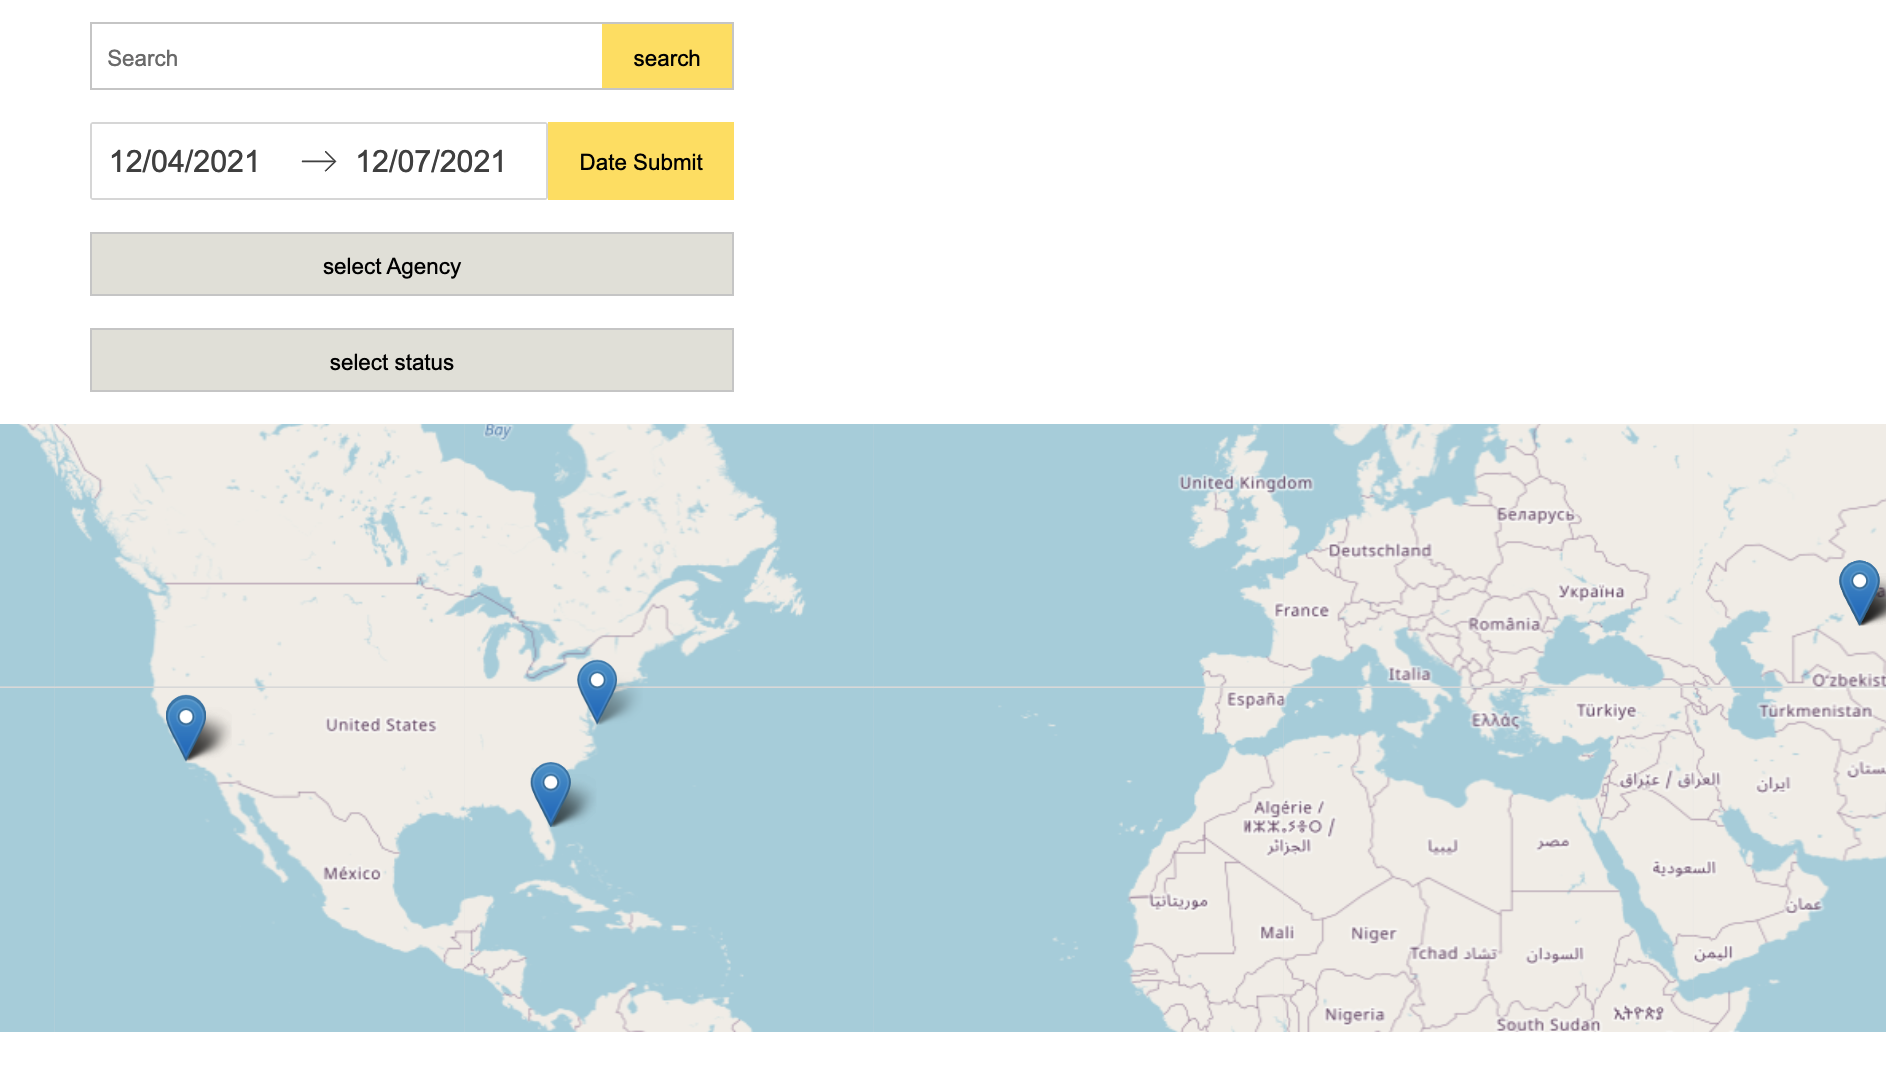 Search
search
12/04/2021
12/07/2021
Date Submit
select Agency
select status
Bay
United Kingdom
Беларусь
Deutschland
Україна
France
România
Italia
O'zbekist
España
Türkiye
Türkmenistan
United States
Ελλάς
العراق / عێراق
ایران
Algérie /
الجزائر
ليبيا
مصر
السعودية
México
موريتانيا
عمان
Mali
Niger
Tchad تشاد
السودان
اليمن
Nigeria
ኢትዮጵያ
South Sudan